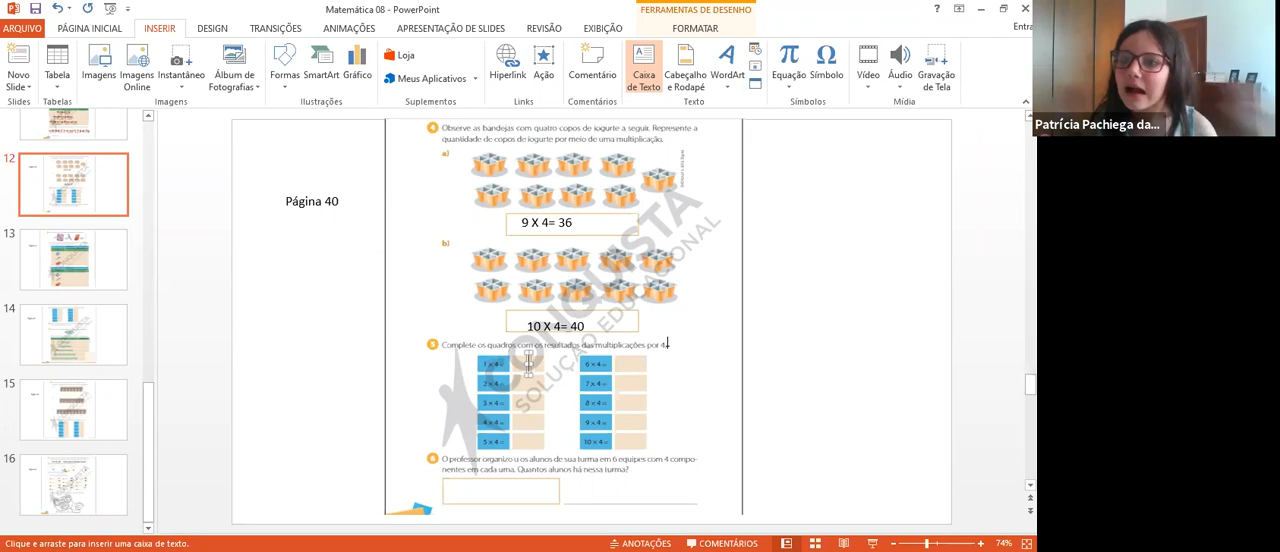 Matemática 08 - PowerPoint
FERRAMENTAS DE DESENHO
ARQUIVO PÁGINA INICIAL INSERIR DESIGN TRANSIÇÕES ANIMAÇÕES APRESENTAÇÃO DE SLIDES REVISÃO EXIBIÇÃO FORMATAR Entra
Novo Slide
Tabela
Imagens
Imagens Online
Instantâneo
Álbum de Fotografias
Formas
SmartArt
Gráfico
Loja
Meus Aplicativos
Hiperlink
Ação
Comentário
Caixa de Texto
Cabeçalho e Rodapé
WordArt
Equação
Símbolo
Vídeo
Áudio
Gravação de Tela
Slides Tabelas Imagens Ilustrações Suplementos Links Comentários Texto Símbolos Mídia
Patrícia Pachiega da...
12
13
14
15
16
Página 40
4 Observe as bandejas com quatro copos de iogurte a seguir. Represente a
quantidade de copos de iogurte por meio de uma multiplicação.
a)
9 X 4= 36
b)
10 X 4= 40
5 Complete os quadros com os resultados das multiplicações por 4.
1 × 4 = 6 × 4 =
2 × 4 = 7 × 4 =
3 × 4 = 8 × 4 =
4 × 4 = 9 × 4 =
5 × 4 = 10 × 4 =
6 O professor organizou os alunos de sua turma em 6 equipes com 4 compo-
nentes em cada uma. Quantos alunos há nessa turma?
CONQUISTA
SOLUÇÃO EDUCACIONAL
Clique e arraste para inserir uma caixa de texto.
ANOTAÇÕES COMENTÁRIOS 74%